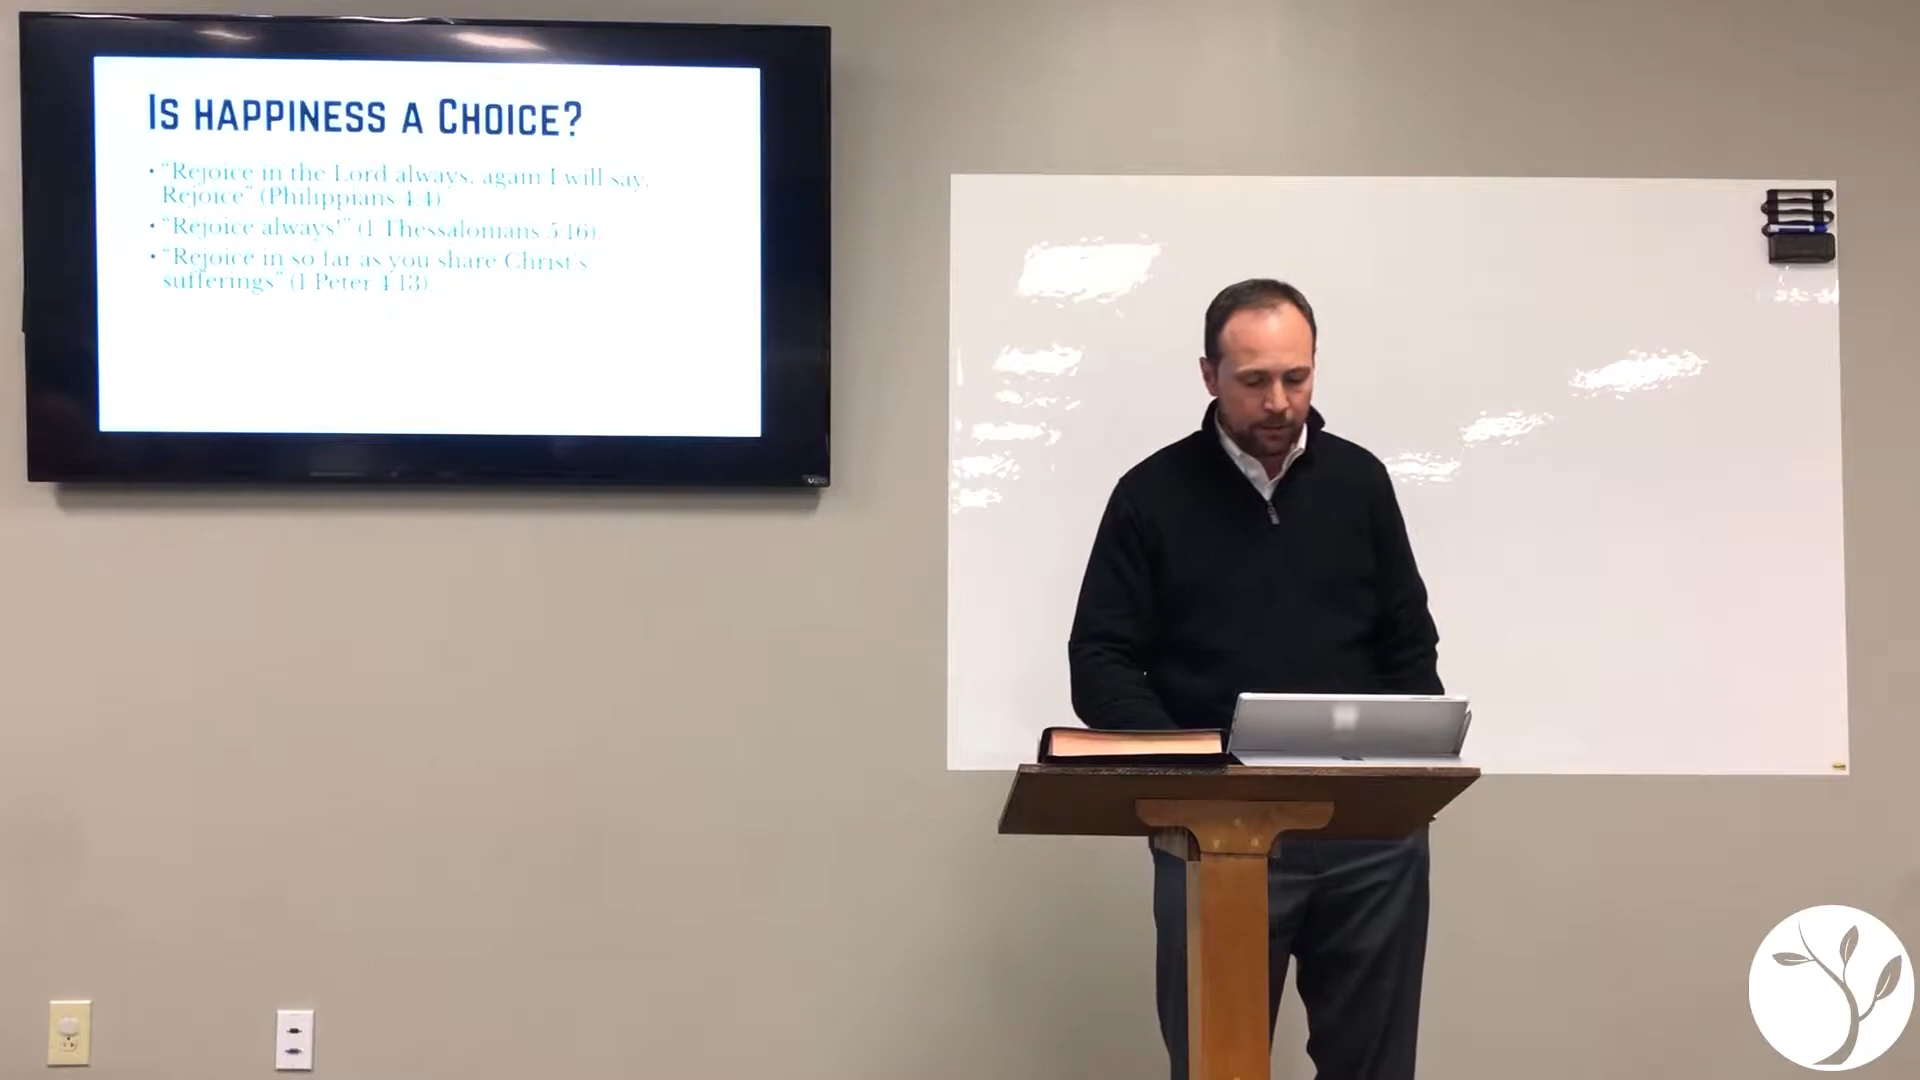 Is happiness a Choice?
• “Rejoice in the Lord always, again I will say,
Rejoice” (Philippians 4:4).
• “Rejoice always!” (1 Thessalonians 5:16).
• “Rejoice in so far as you share Christ’s
sufferings” (1 Peter 4:13).